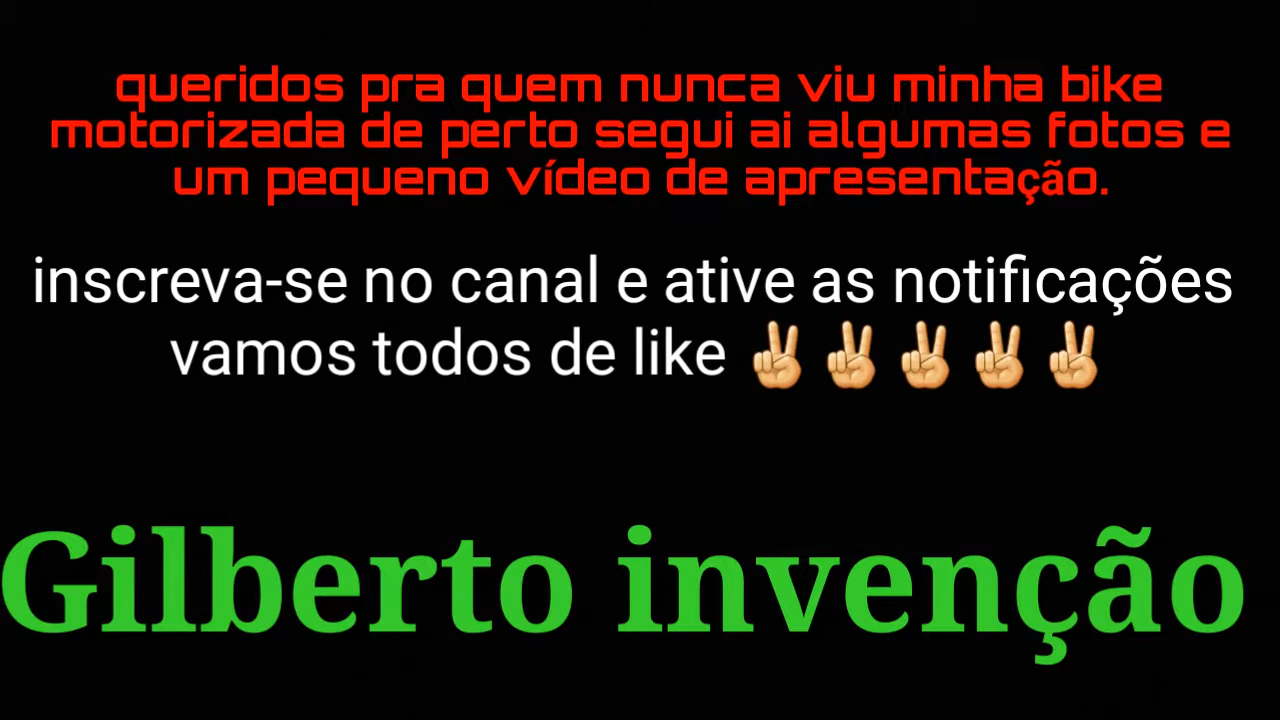 queridos pra quem nunca viu minha bike
motorizada de perto segui ai algumas fotos e
um pequeno vídeo de apresentação.
inscreva-se no canal e ative as notificações
vamos todos de like ✌✌✌✌✌
Gilberto invenção